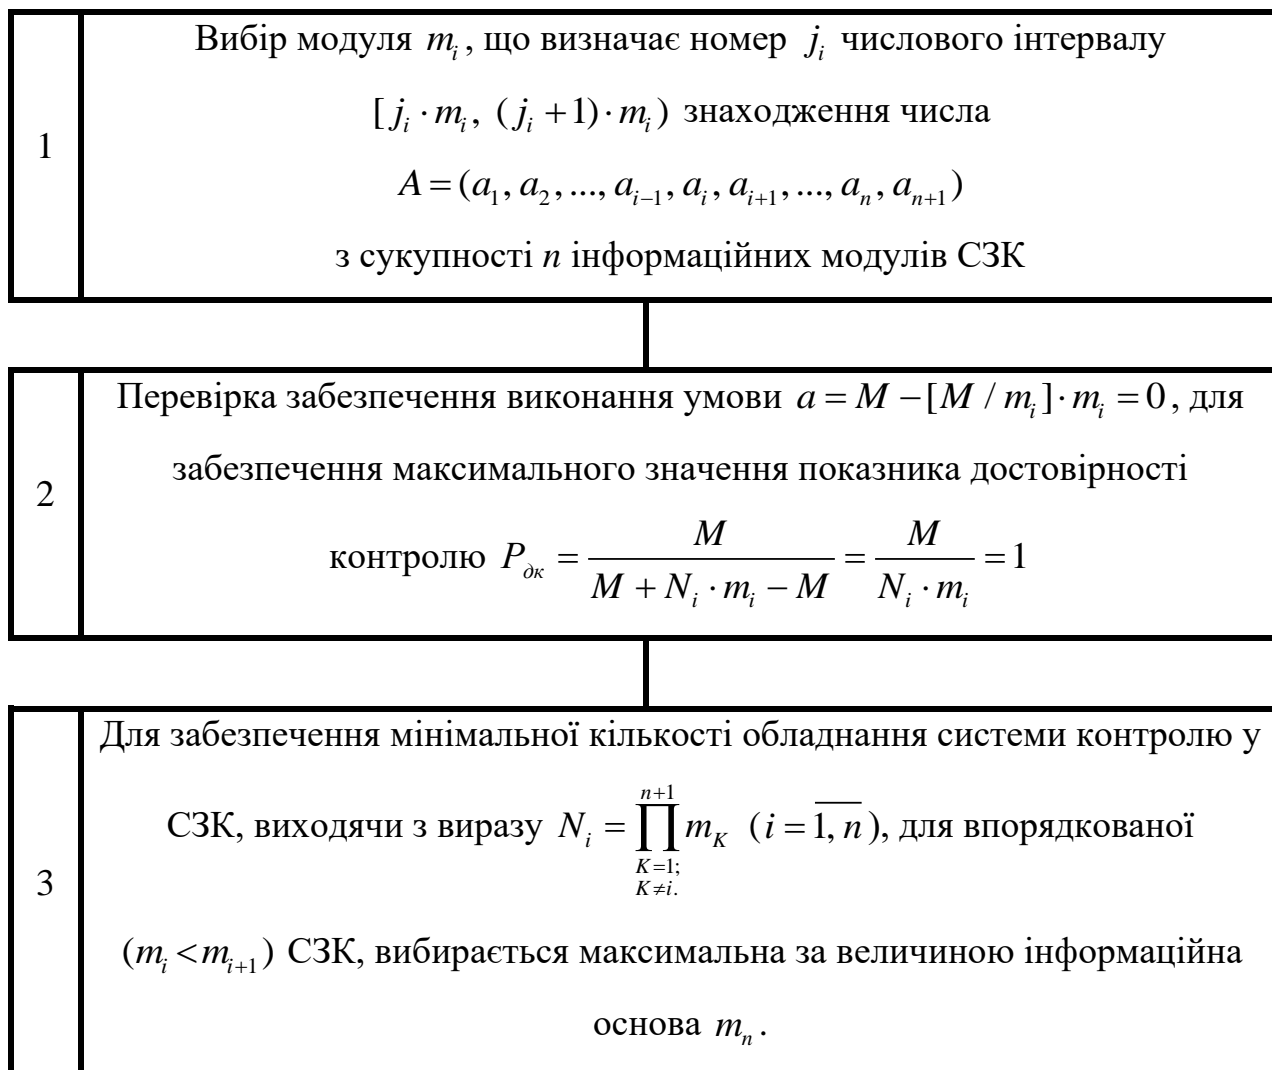 1
Вибір модуля m_i, що визначає номер j_i числового інтервалу
[j_i · m_i, (j_i + 1) · m_i) знаходження числа
A = (a_1, a_2, ..., a_{i−1}, a_i, a_{i+1}, ..., a_n, a_{n+1})
з сукупності n інформаційних модулів СЗК
2
Перевірка забезпечення виконання умови a = M − [M / m_i] · m_i = 0, для
забезпечення максимального значення показника достовірності
контролю P_{дк} = M / (M + N_i · m_i − M) = M / (N_i · m_i) = 1
3
Для забезпечення мінімальної кількості обладнання системи контролю у
СЗК, виходячи з виразу N_i = ∏_{K=1; K≠i.}^{n+1} m_K (i = \overline{1, n}), для впорядкованої
(m_i < m_{i+1}) СЗК, вибирається максимальна за величиною інформаційна
основа m_n.